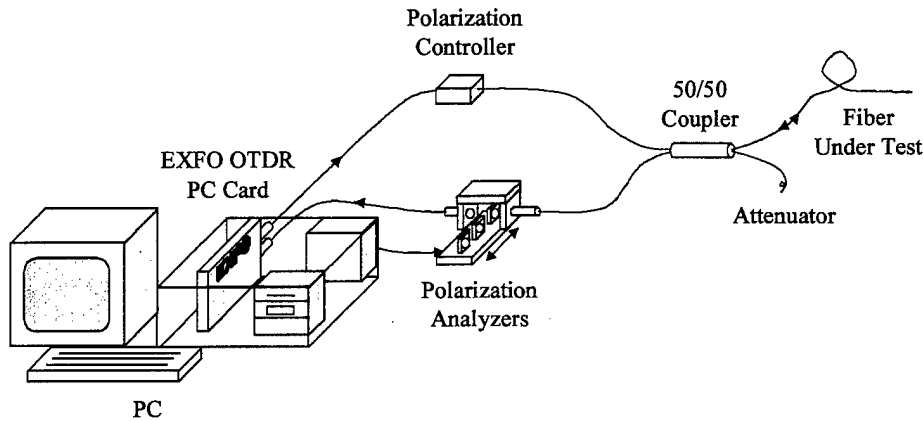 Polarization
Controller
50/50
Coupler
Fiber
Under Test
EXFO OTDR
PC Card
Attenuator
Polarization
Analyzers
PC